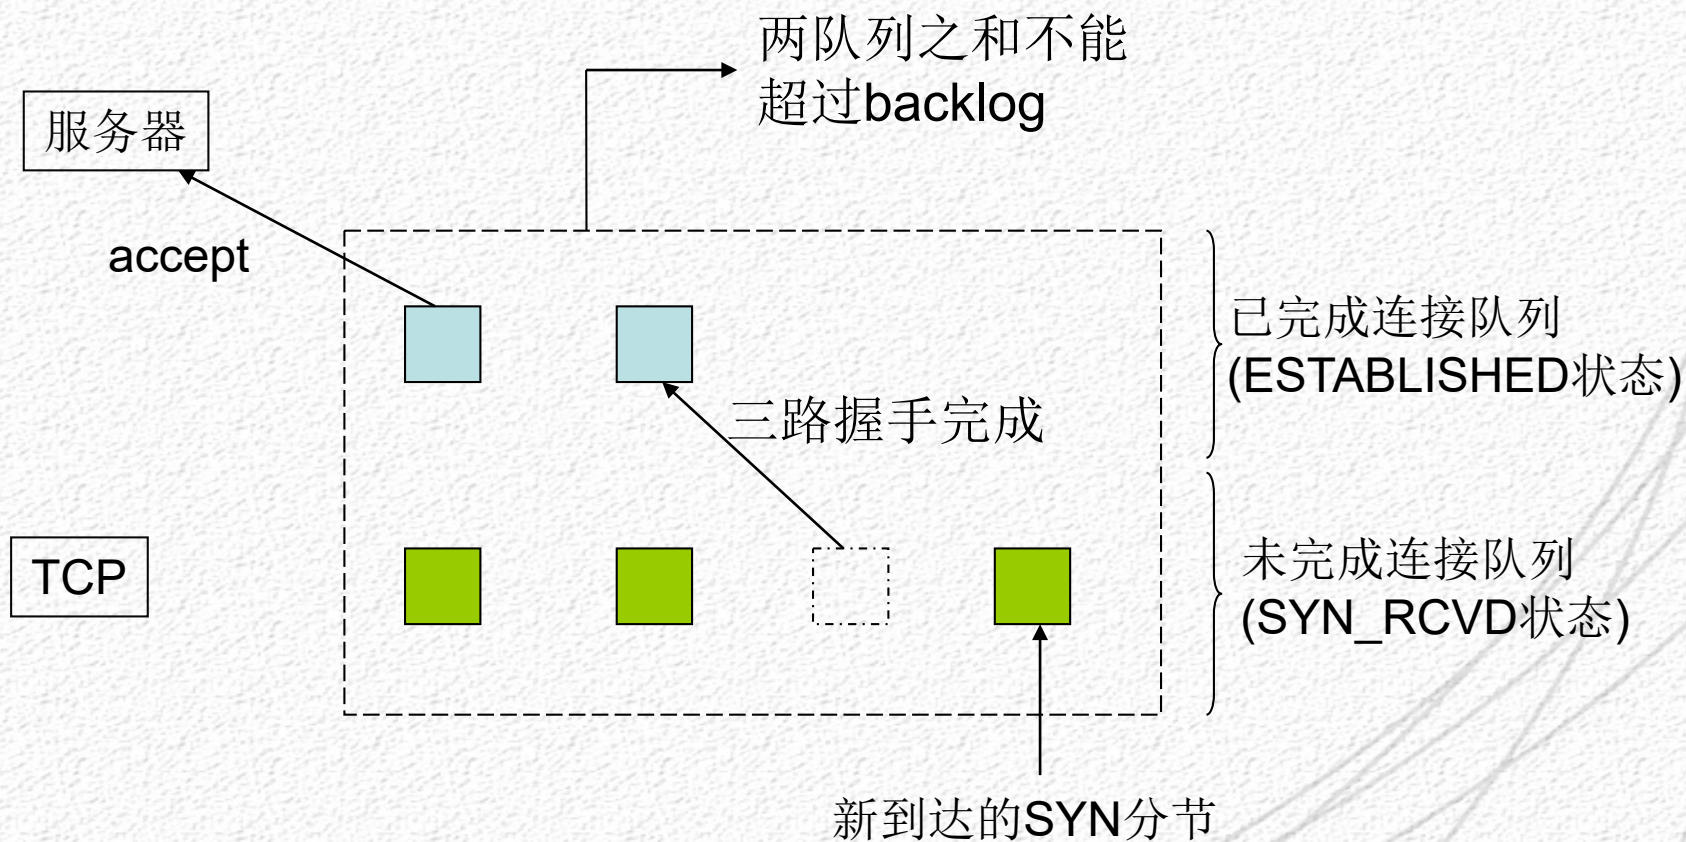 两队列之和不能
超过backlog
服务器
accept
已完成连接队列
(ESTABLISHED状态)
三路握手完成
TCP
未完成连接队列
(SYN_RCVD状态)
新到达的SYN分节